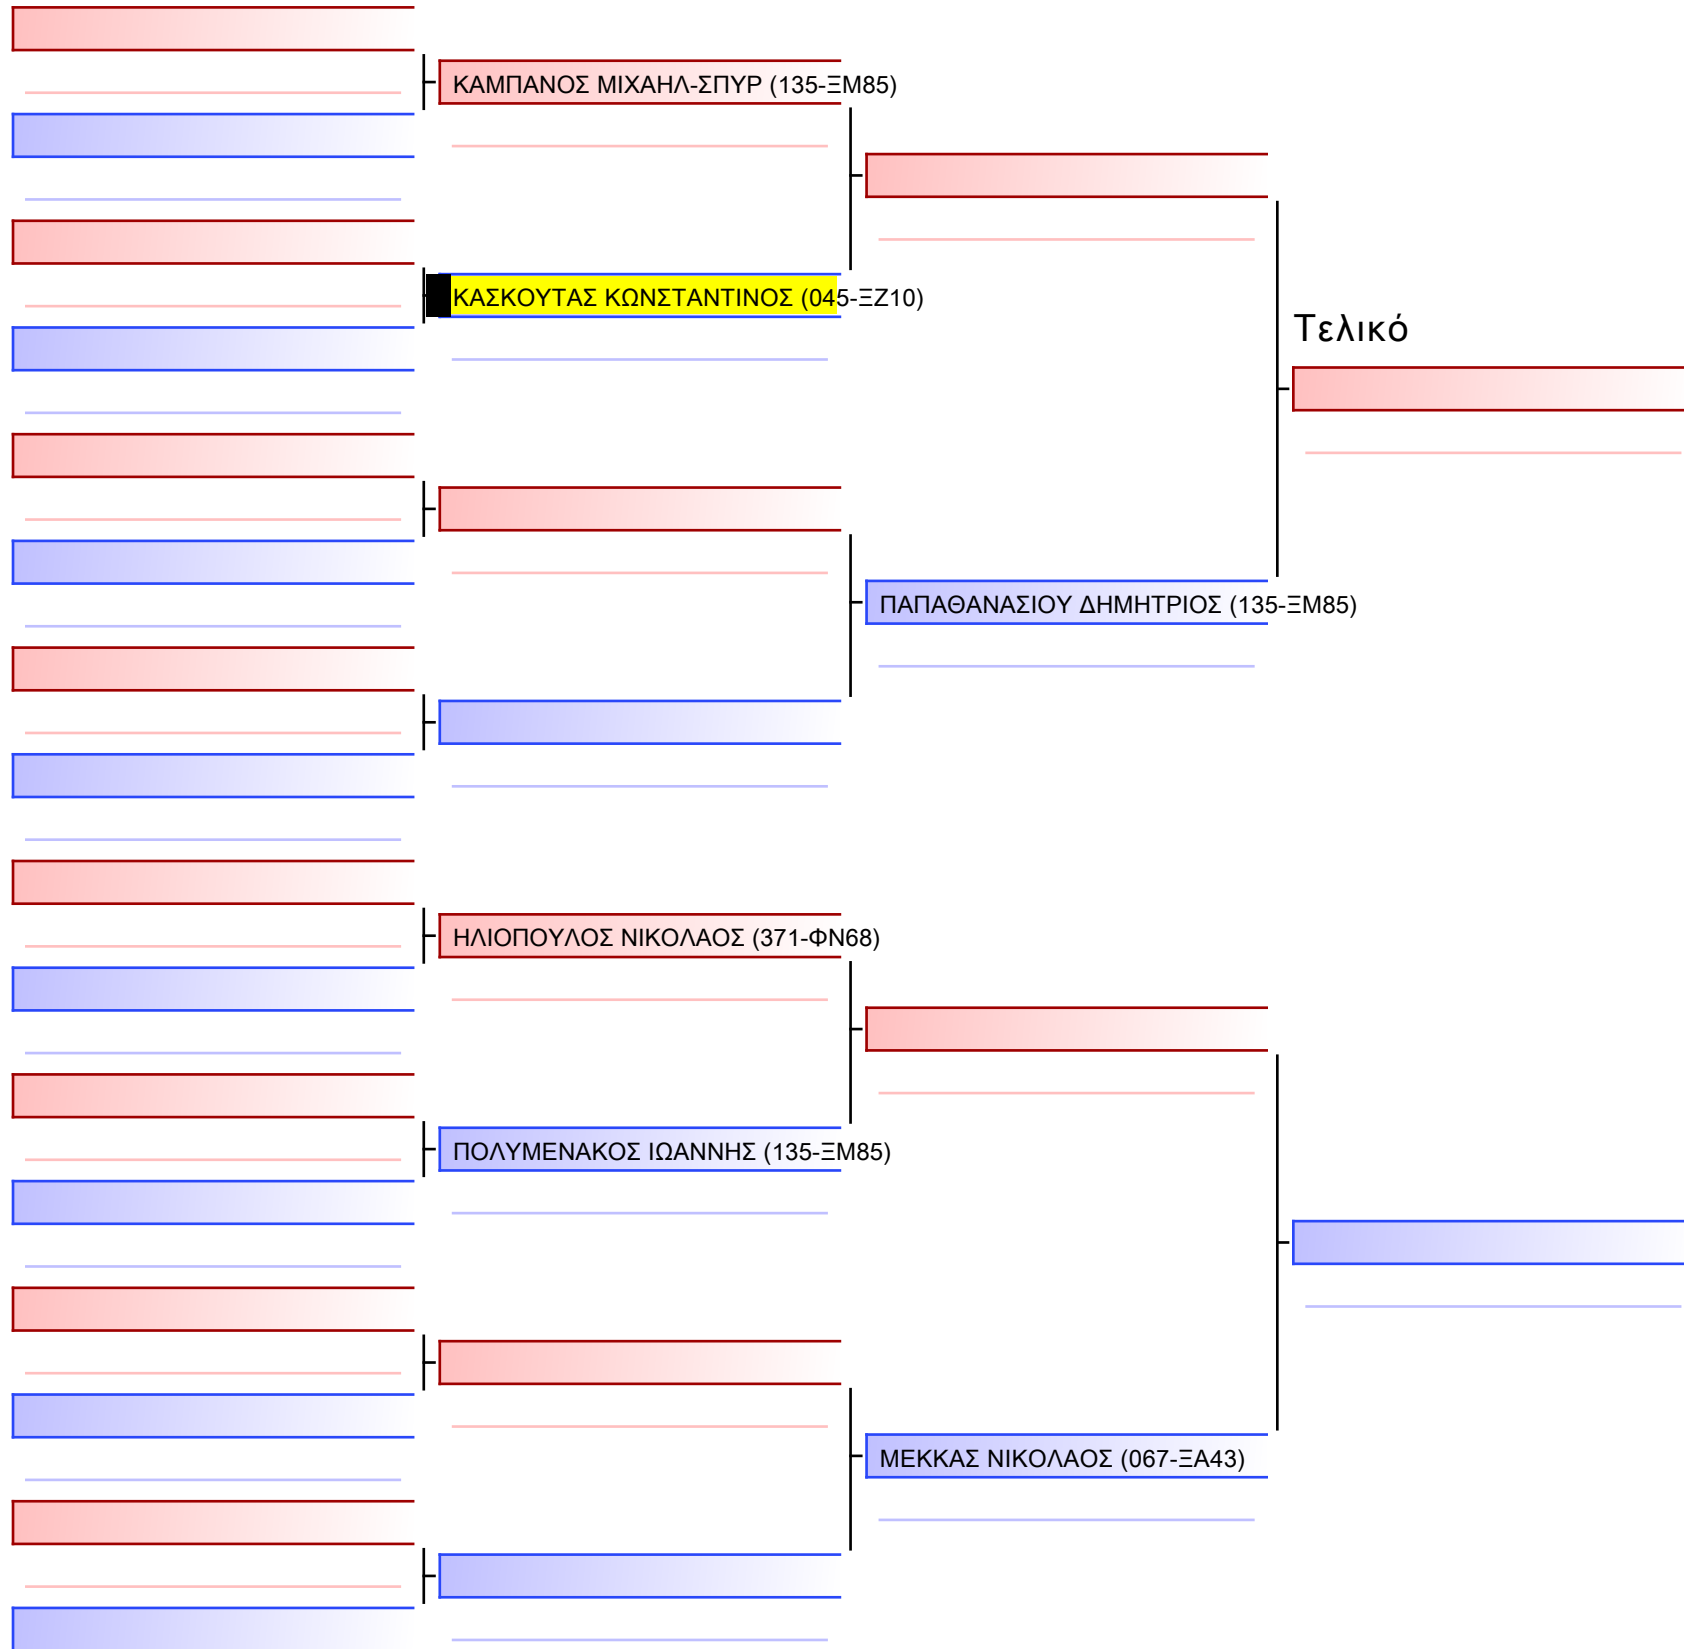 ΚΑΜΠΑΝΟΣ ΜΙΧΑΗΛ-ΣΠΥΡ (135-ΞΜ85)
ΚΑΣΚΟΥΤΑΣ ΚΩΝΣΤΑΝΤΙΝΟΣ (045-ΞΖ10)
Τελικό
ΠΑΠΑΘΑΝΑΣΙΟΥ ΔΗΜΗΤΡΙΟΣ (135-ΞΜ85)
ΗΛΙΟΠΟΥΛΟΣ ΝΙΚΟΛΑΟΣ (371-ΦΝ68)
ΠΟΛΥΜΕΝΑΚΟΣ ΙΩΑΝΝΗΣ (135-ΞΜ85)
ΜΕΚΚΑΣ ΝΙΚΟΛΑΟΣ (067-ΞΑ43)